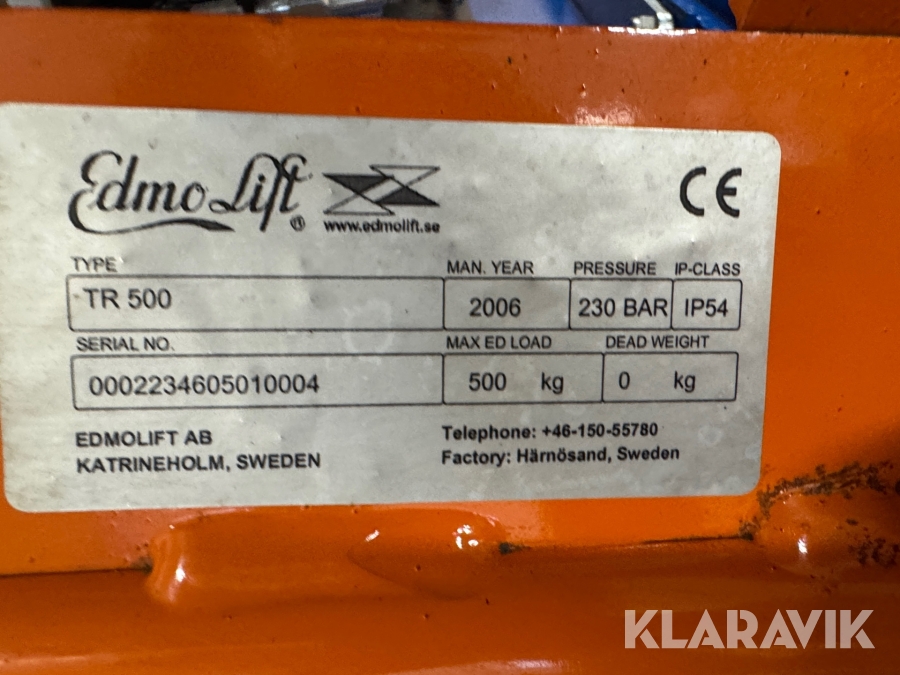 Edmo Lift ®
www.edmolift.se
CE
TYPE MAN. YEAR PRESSURE IP-CLASS
TR 500 2006 230 BAR IP54
SERIAL NO. MAX ED LOAD DEAD WEIGHT
0002234605010004 500 kg 0 kg
EDMOLIFT AB Telephone: +46-150-55780
KATRINEHOLM, SWEDEN Factory: Härnösand, Sweden
KLARAVIK